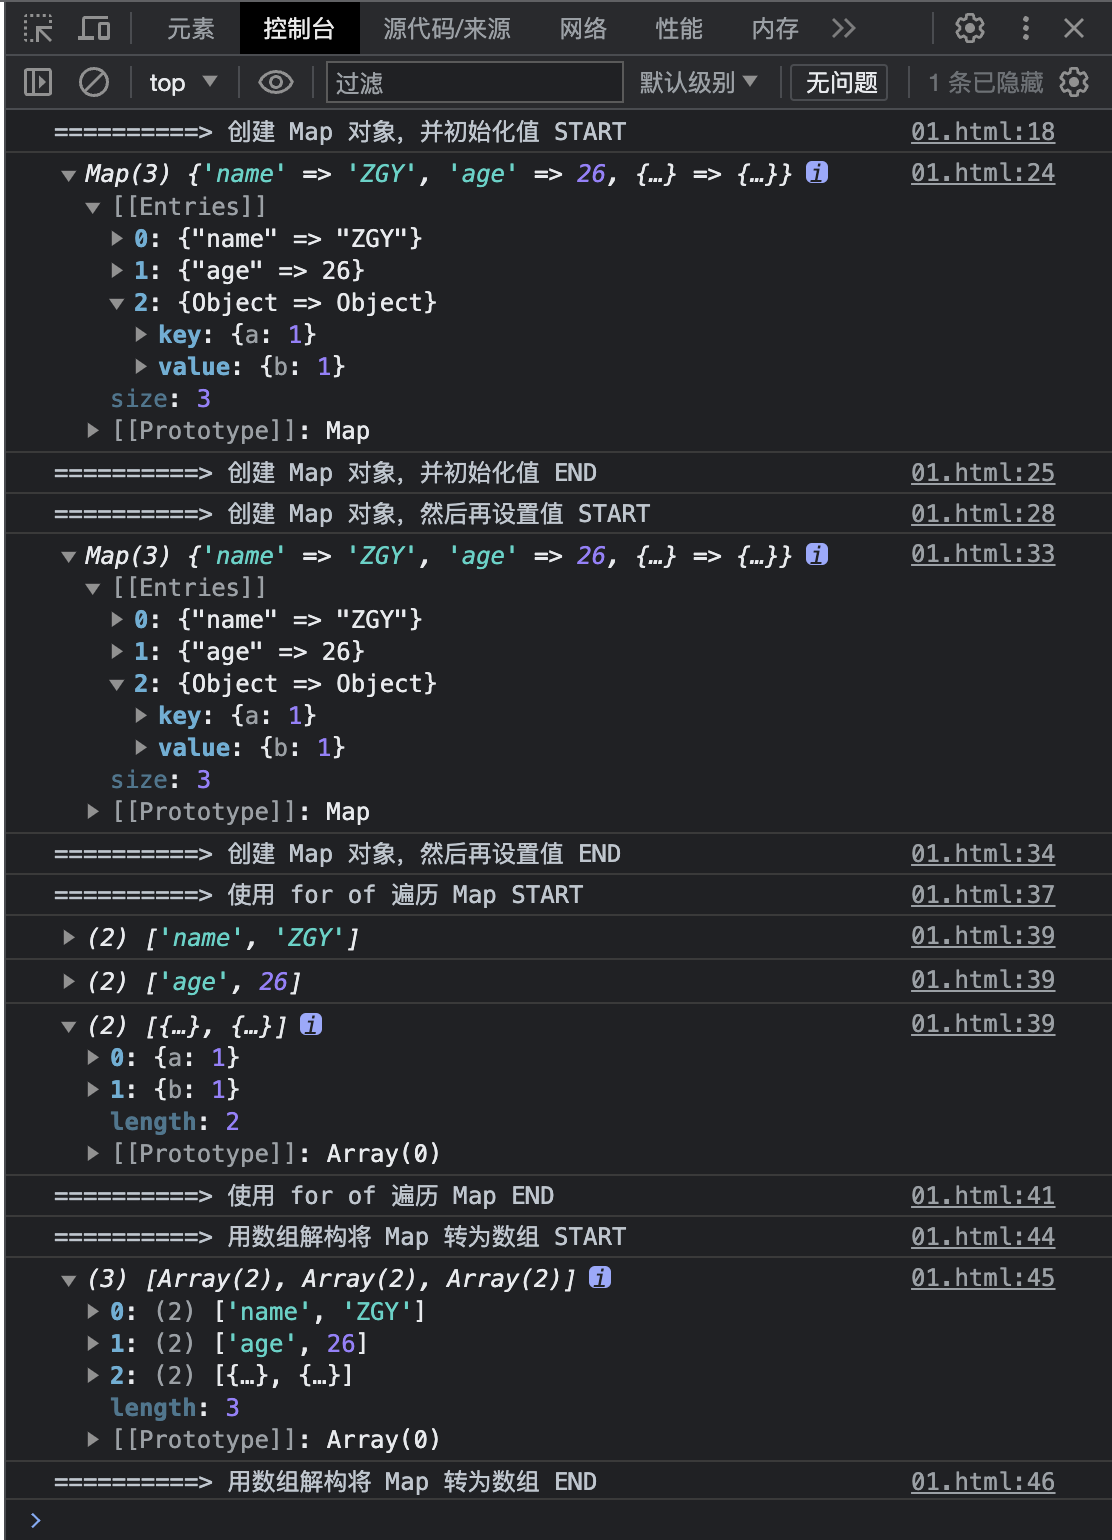 元素 控制台 源代码/来源 网络 性能 内存
top 过滤 默认级别 无问题 1 条已隐藏
==========> 创建 Map 对象，并初始化值 START 01.html:18
Map(3) {'name' => 'ZGY', 'age' => 26, {…} => {…}} i 01.html:24
[[Entries]]
0: {"name" => "ZGY"}
1: {"age" => 26}
2: {Object => Object}
key: {a: 1}
value: {b: 1}
size: 3
[[Prototype]]: Map
==========> 创建 Map 对象，并初始化值 END 01.html:25
==========> 创建 Map 对象，然后再设置值 START 01.html:28
Map(3) {'name' => 'ZGY', 'age' => 26, {…} => {…}} i 01.html:33
[[Entries]]
0: {"name" => "ZGY"}
1: {"age" => 26}
2: {Object => Object}
key: {a: 1}
value: {b: 1}
size: 3
[[Prototype]]: Map
==========> 创建 Map 对象，然后再设置值 END 01.html:34
==========> 使用 for of 遍历 Map START 01.html:37
(2) ['name', 'ZGY'] 01.html:39
(2) ['age', 26] 01.html:39
(2) [{…}, {…}] i 01.html:39
0: {a: 1}
1: {b: 1}
length: 2
[[Prototype]]: Array(0)
==========> 使用 for of 遍历 Map END 01.html:41
==========> 用数组解构将 Map 转为数组 START 01.html:44
(3) [Array(2), Array(2), Array(2)] i 01.html:45
0: (2) ['name', 'ZGY']
1: (2) ['age', 26]
2: (2) [{…}, {…}]
length: 3
[[Prototype]]: Array(0)
==========> 用数组解构将 Map 转为数组 END 01.html:46